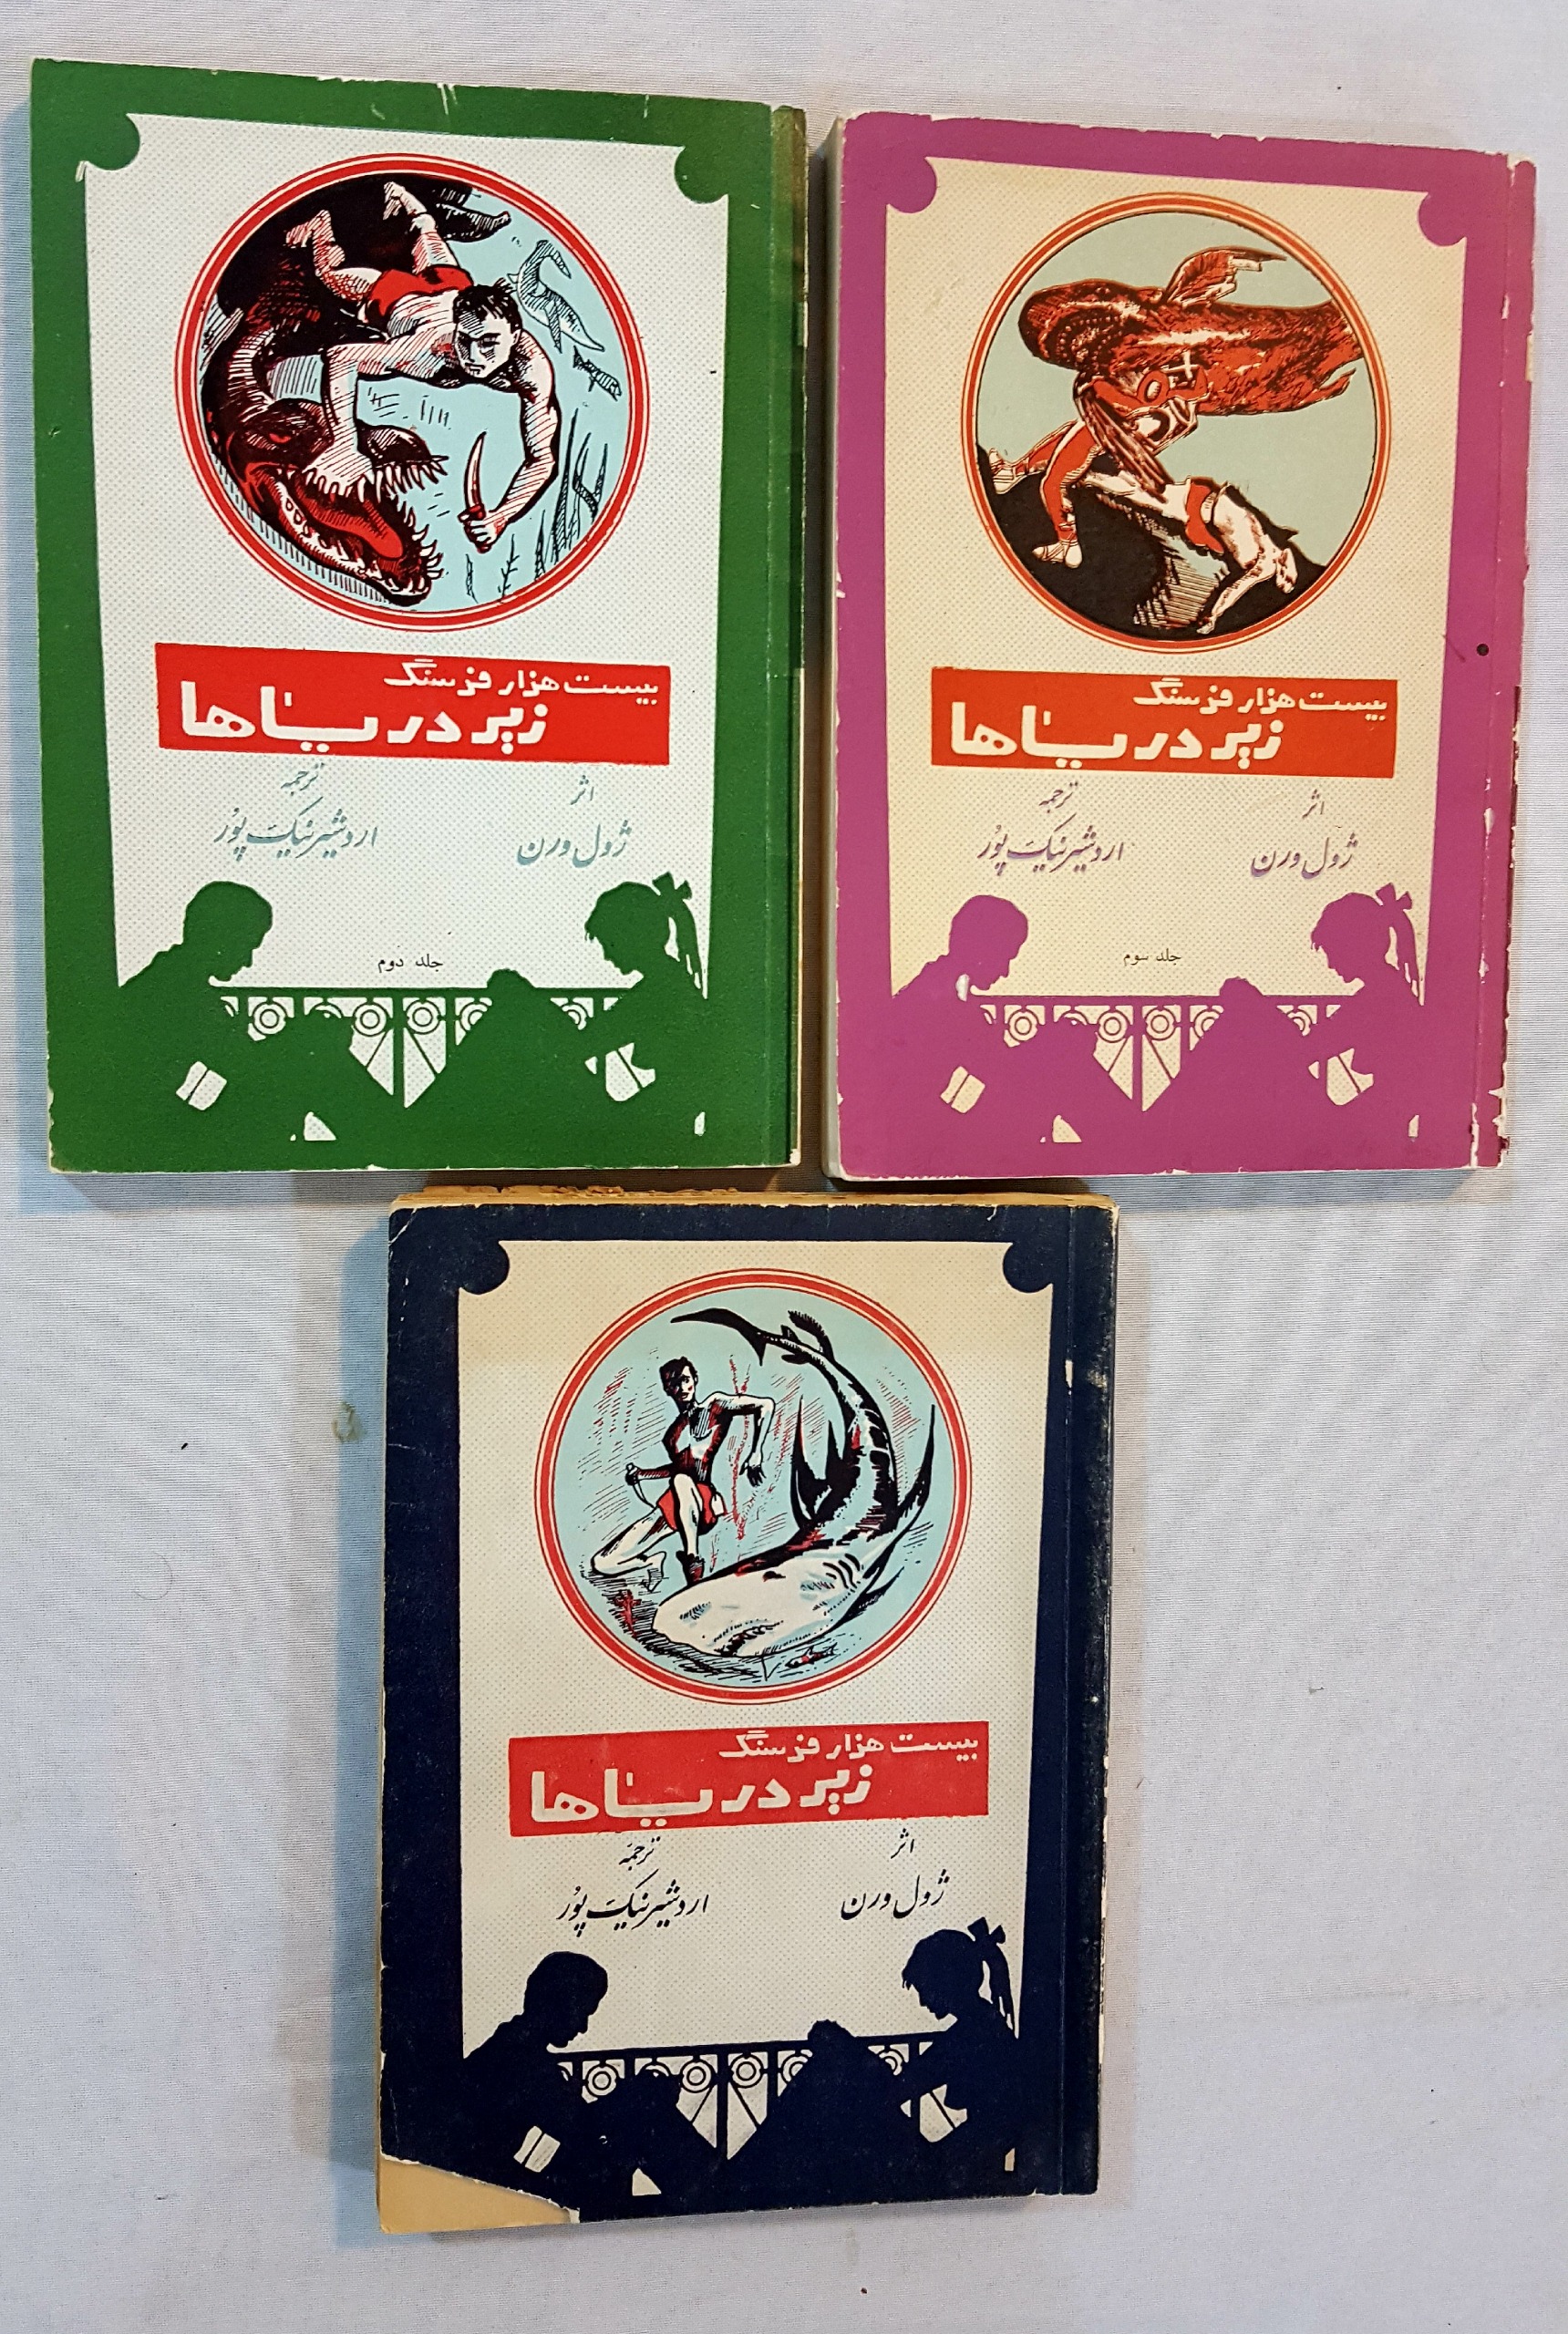 بیست هزار فرسنگ
زیر دریاها
اثر
ژول ورن
ترجمه
اردشیر نیک‌پور
جلد دوم
بیست هزار فرسنگ
زیر دریاها
اثر
ژول ورن
ترجمه
اردشیر نیک‌پور
جلد سوم
بیست هزار فرسنگ
زیر دریاها
اثر
ژول ورن
ترجمه
اردشیر نیک‌پور